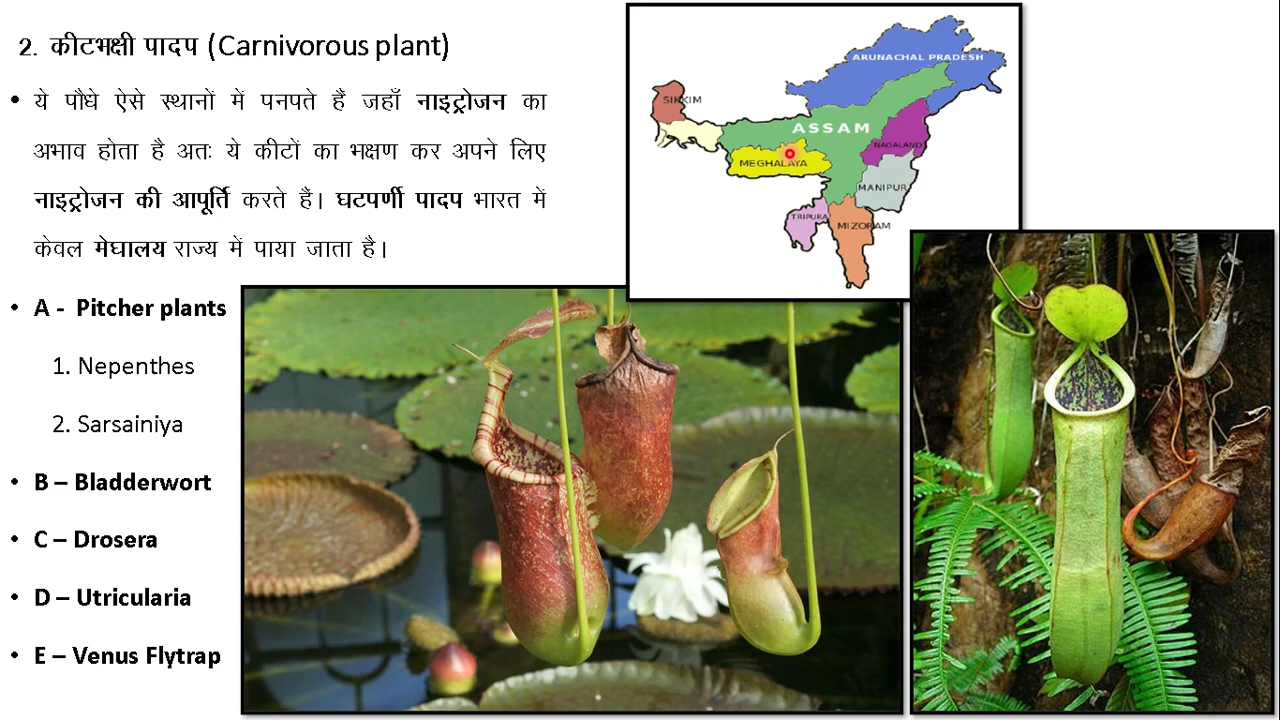 2. कीटभक्षी पादप (Carnivorous plant)
• ये पौधे ऐसे स्थानों में पनपते हैं जहाँ नाइट्रोजन का
अभाव होता है अतः ये कीटों का भक्षण कर अपने लिए
नाइट्रोजन की आपूर्ति करते हैं। घटपर्णी पादप भारत में
केवल मेघालय राज्य में पाया जाता है।
• A - Pitcher plants
1. Nepenthes
2. Sarsainiya
• B – Bladderwort
• C – Drosera
• D – Utricularia
• E – Venus Flytrap
ARUNACHAL PRADESH
SIKKIM
ASSAM
NAGALAND
MEGHALAYA
MANIPUR
TRIPURA
MIZORAM